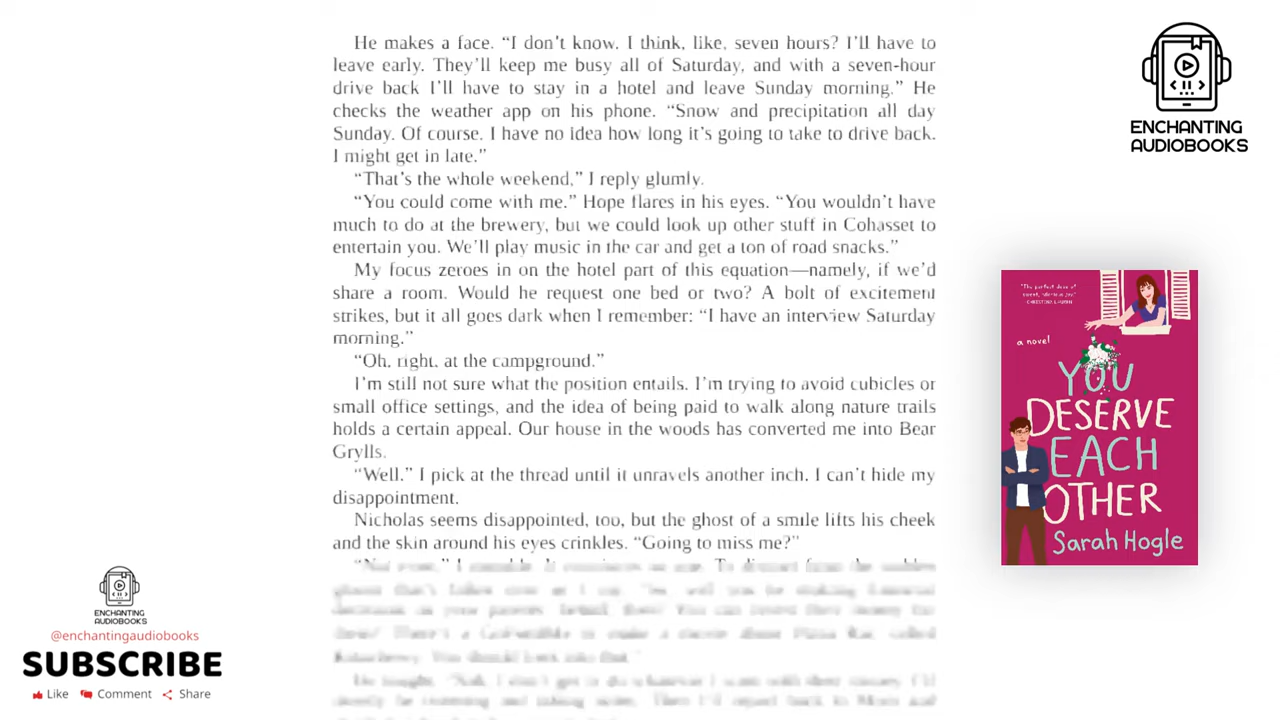 He makes a face. “I don’t know. I think, like, seven hours? I’ll have to
leave early. They’ll keep me busy all of Saturday, and with a seven-hour
drive back I’ll have to stay in a hotel and leave Sunday morning.” He
checks the weather app on his phone. “Snow and precipitation all day
Sunday. Of course. I have no idea how long it’s going to take to drive back.
I might get in late.”
“That’s the whole weekend,” I reply glumly.
“You could come with me.” Hope flares in his eyes. “You wouldn’t have
much to do at the brewery, but we could look up other stuff in Cohasset to
entertain you. We’ll play music in the car and get a ton of road snacks.”
My focus zeroes in on the hotel part of this equation—namely, if we’d
share a room. Would he request one bed or two? A bolt of excitement
strikes, but it all goes dark when I remember: “I have an interview Saturday
morning.”
“Oh, right, at the campground.”
I’m still not sure what the position entails. I’m trying to avoid cubicles or
small office settings, and the idea of being paid to walk along nature trails
holds a certain appeal. Our house in the woods has converted me into Bear
Grylls.
“Well.” I pick at the thread until it unravels another inch. I can’t hide my
disappointment.
Nicholas seems disappointed, too, but the ghost of a smile lifts his cheek
and the skin around his eyes crinkles. “Going to miss me?”
ENCHANTING
AUDIOBOOKS
a novel
YOU
DESERVE
EACH
OTHER
Sarah Hogle
ENCHANTING
AUDIOBOOKS
@enchantingaudiobooks
SUBSCRIBE
Like Comment Share